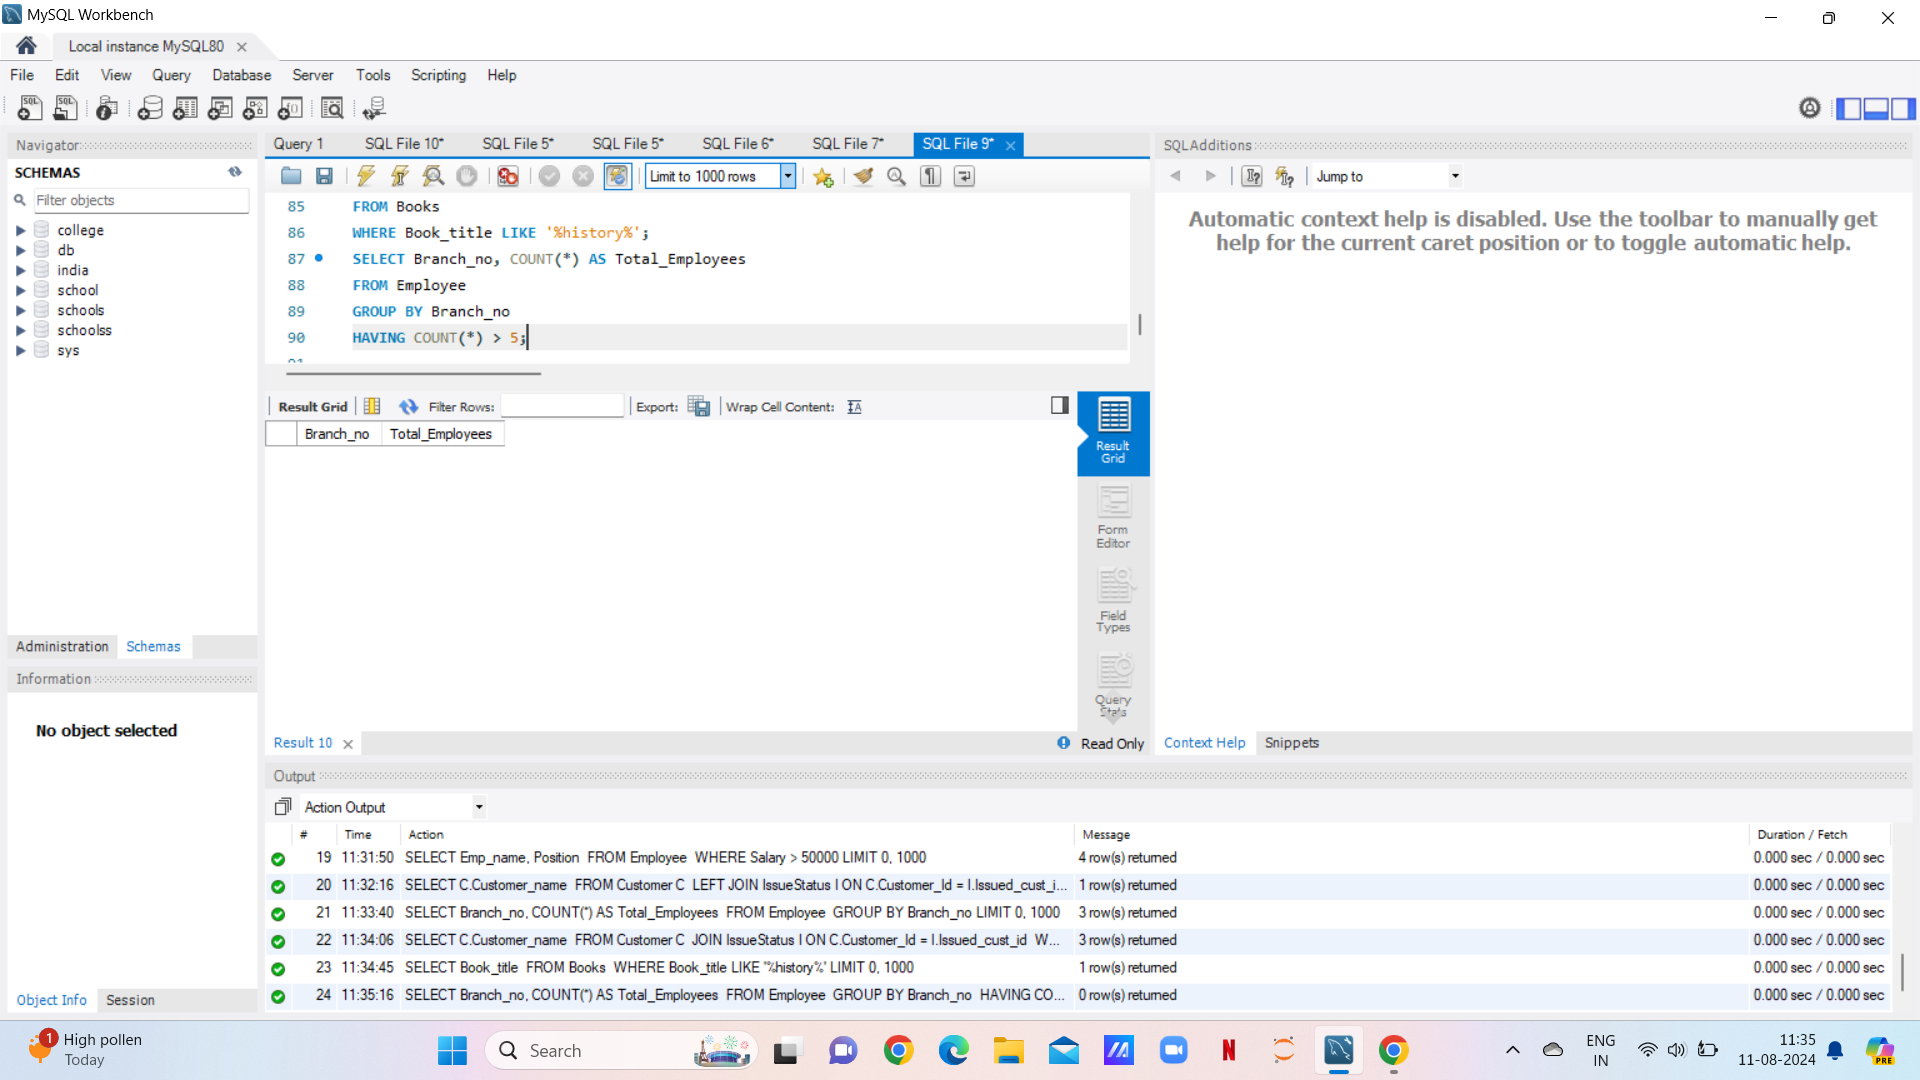 MySQL Workbench
Local instance MySQL80
File Edit View Query Database Server Tools Scripting Help
Navigator
SCHEMAS
Filter objects
college
db
india
school
schools
schoolss
sys
Administration Schemas
Information
No object selected
Object Info Session
Query 1 SQL File 10* SQL File 5* SQL File 5* SQL File 6* SQL File 7* SQL File 9*
Limit to 1000 rows
85 FROM Books
86 WHERE Book_title LIKE '%history%';
87 SELECT Branch_no, COUNT(*) AS Total_Employees
88 FROM Employee
89 GROUP BY Branch_no
90 HAVING COUNT(*) > 5;
91
Result Grid Filter Rows: Export: Wrap Cell Content:
Branch_no Total_Employees
Result Grid
Form Editor
Field Types
Query Stats
Result 10
Read Only
SQLAdditions
Jump to
Automatic context help is disabled. Use the toolbar to manually get
help for the current caret position or to toggle automatic help.
Context Help Snippets
Output
Action Output
# Time Action Message Duration / Fetch
19 11:31:50 SELECT Emp_name, Position FROM Employee WHERE Salary > 50000 LIMIT 0, 1000 4 row(s) returned 0.000 sec / 0.000 sec
20 11:32:16 SELECT C.Customer_name FROM Customer C LEFT JOIN IssueStatus I ON C.Customer_Id = I.Issued_cust_i... 1 row(s) returned 0.000 sec / 0.000 sec
21 11:33:40 SELECT Branch_no, COUNT(*) AS Total_Employees FROM Employee GROUP BY Branch_no LIMIT 0, 1000 3 row(s) returned 0.000 sec / 0.000 sec
22 11:34:06 SELECT C.Customer_name FROM Customer C JOIN IssueStatus I ON C.Customer_Id = I.Issued_cust_id W... 3 row(s) returned 0.000 sec / 0.000 sec
23 11:34:45 SELECT Book_title FROM Books WHERE Book_title LIKE '%history%' LIMIT 0, 1000 1 row(s) returned 0.000 sec / 0.000 sec
24 11:35:16 SELECT Branch_no, COUNT(*) AS Total_Employees FROM Employee GROUP BY Branch_no HAVING CO... 0 row(s) returned 0.000 sec / 0.000 sec
1
High pollen
Today
Search
ENG
IN
11:35
11-08-2024
PRE